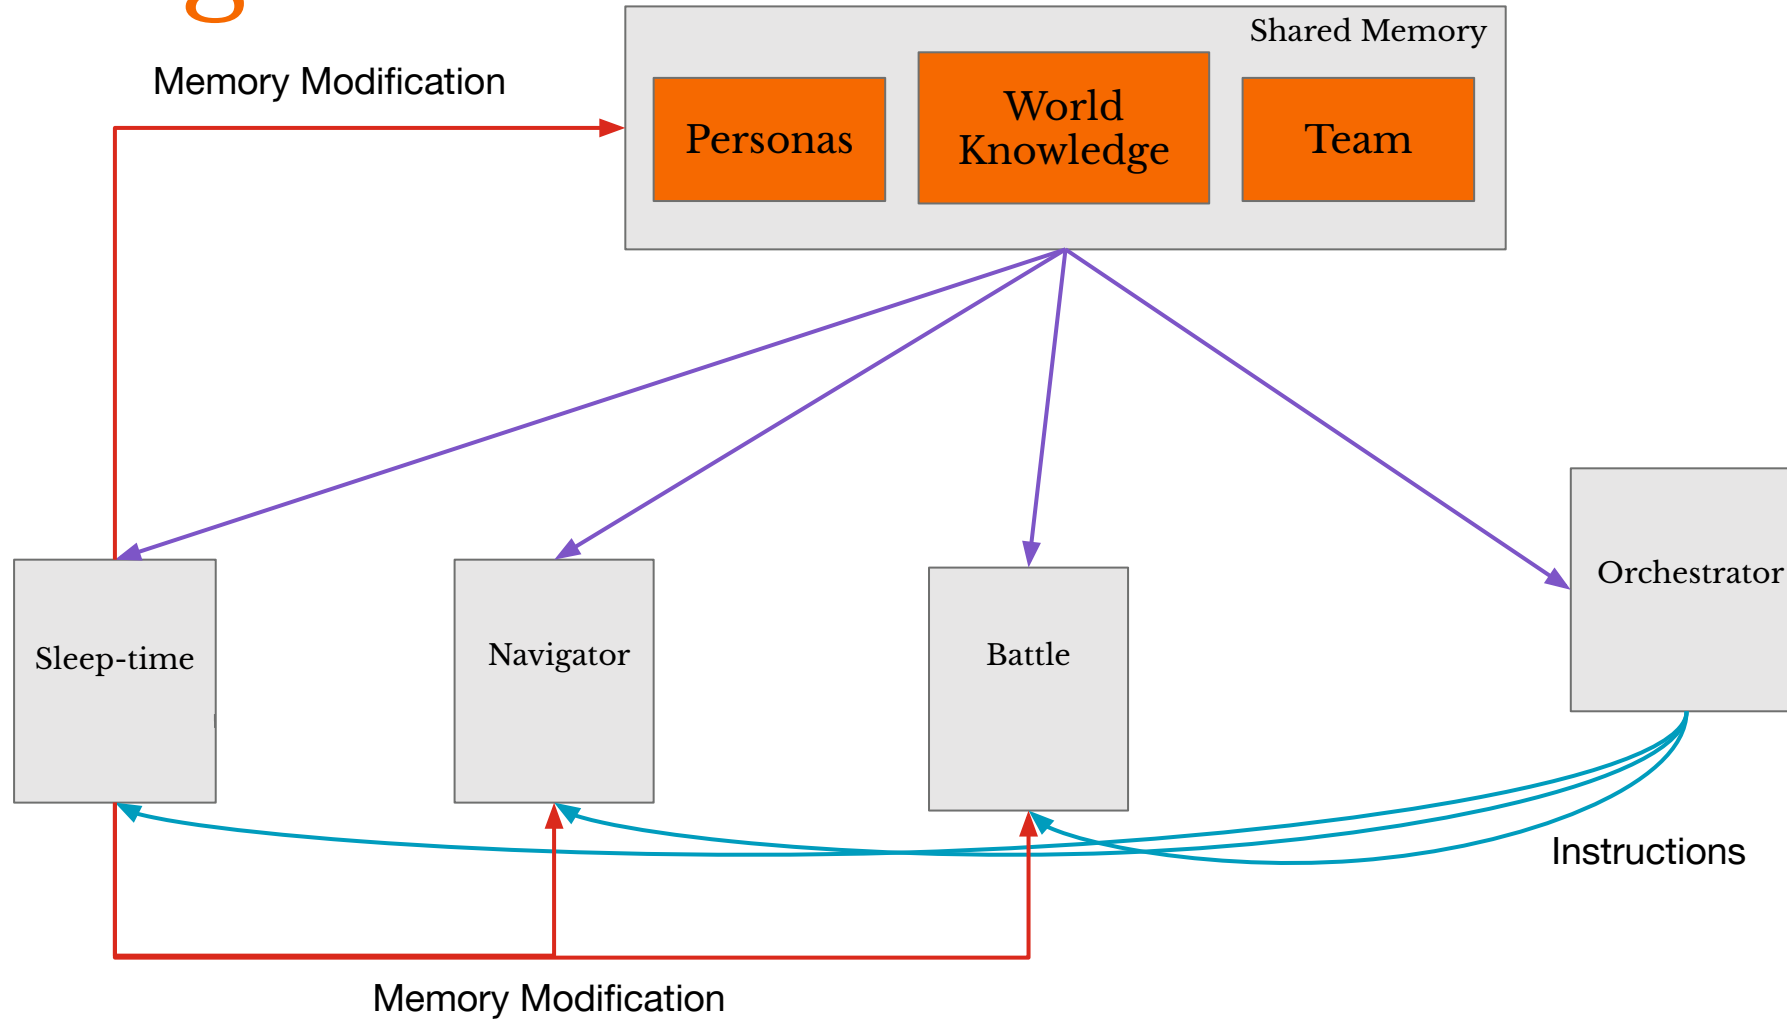 Shared Memory
Memory Modification
World
Knowledge
Personas
Team
Orchestrator
Sleep-time
Navigator
Battle
Instructions
Memory Modification